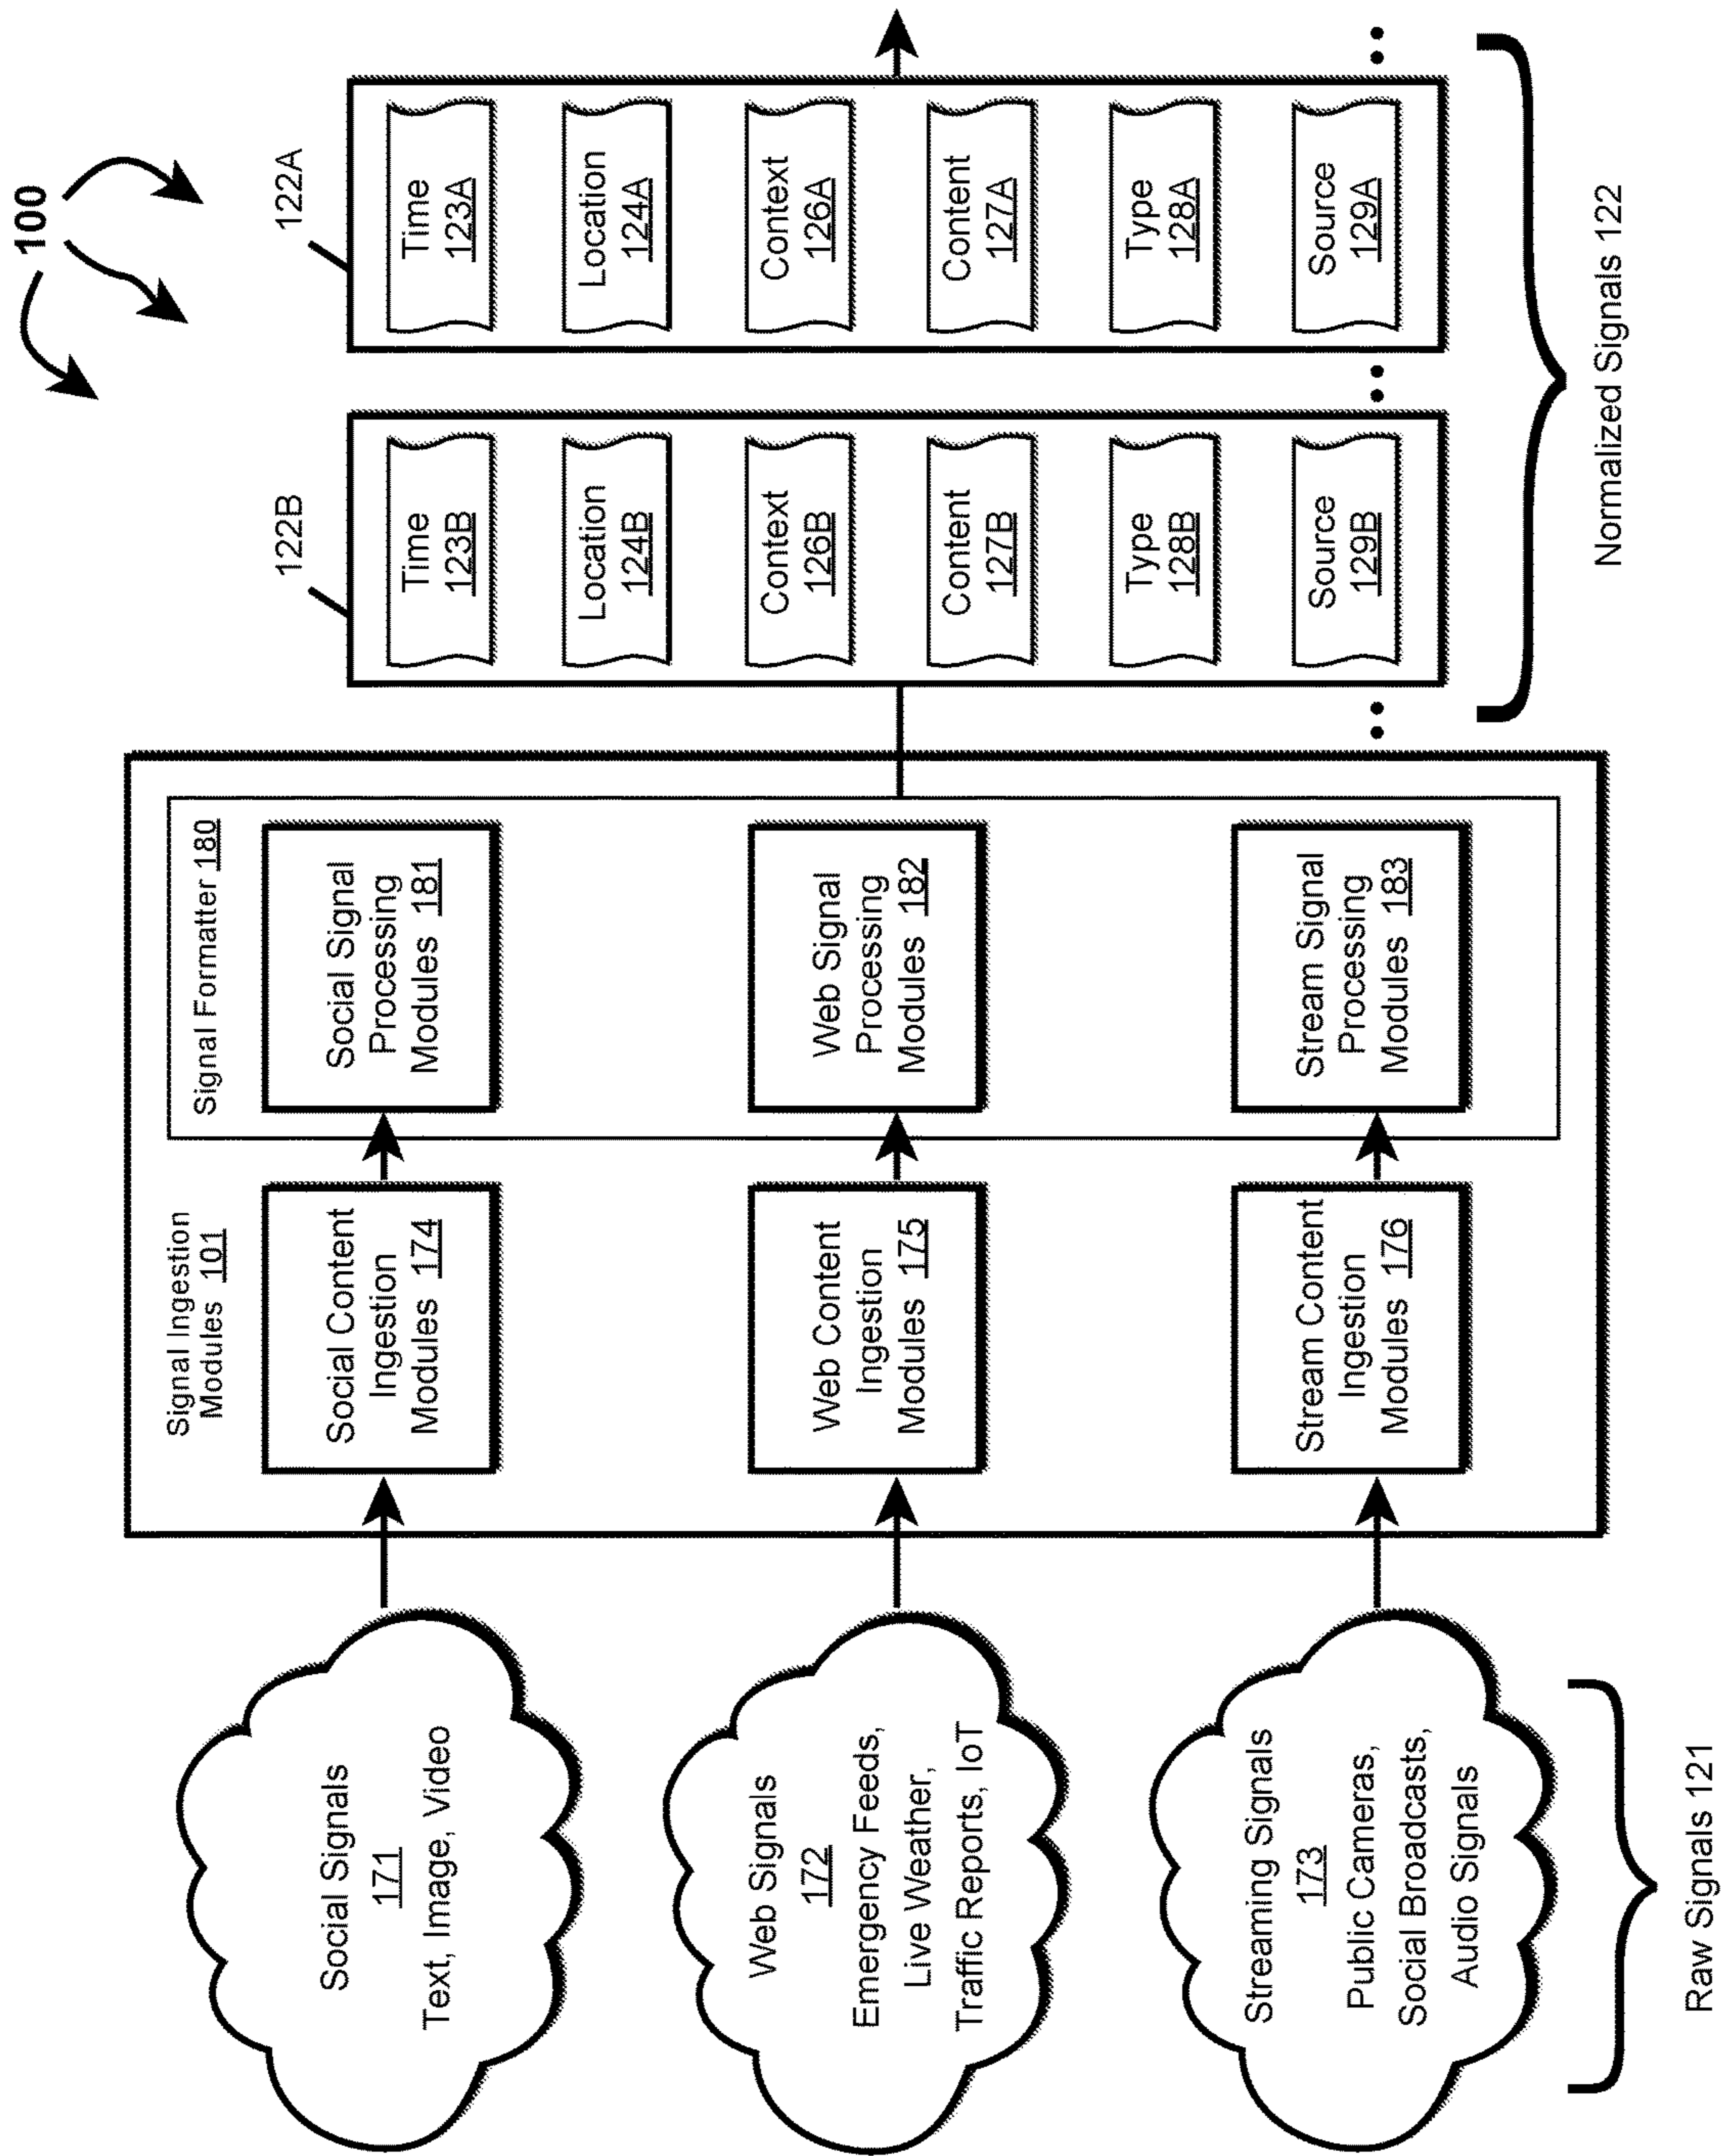 100
Social Signals
171
Text, Image, Video
Web Signals
172
Emergency Feeds,
Live Weather,
Traffic Reports, IoT
Streaming Signals
173
Public Cameras,
Social Broadcasts,
Audio Signals
Raw Signals 121
Signal Ingestion
Modules 101
Social Content
Ingestion
Modules 174
Web Content
Ingestion
Modules 175
Stream Content
Ingestion
Modules 176
Signal Formatter 180
Social Signal
Processing
Modules 181
Web Signal
Processing
Modules 182
Stream Signal
Processing
Modules 183
122B
Time
123B
Location
124B
Context
126B
Content
127B
Type
128B
Source
129B
122A
Time
123A
Location
124A
Context
126A
Content
127A
Type
128A
Source
129A
Normalized Signals 122